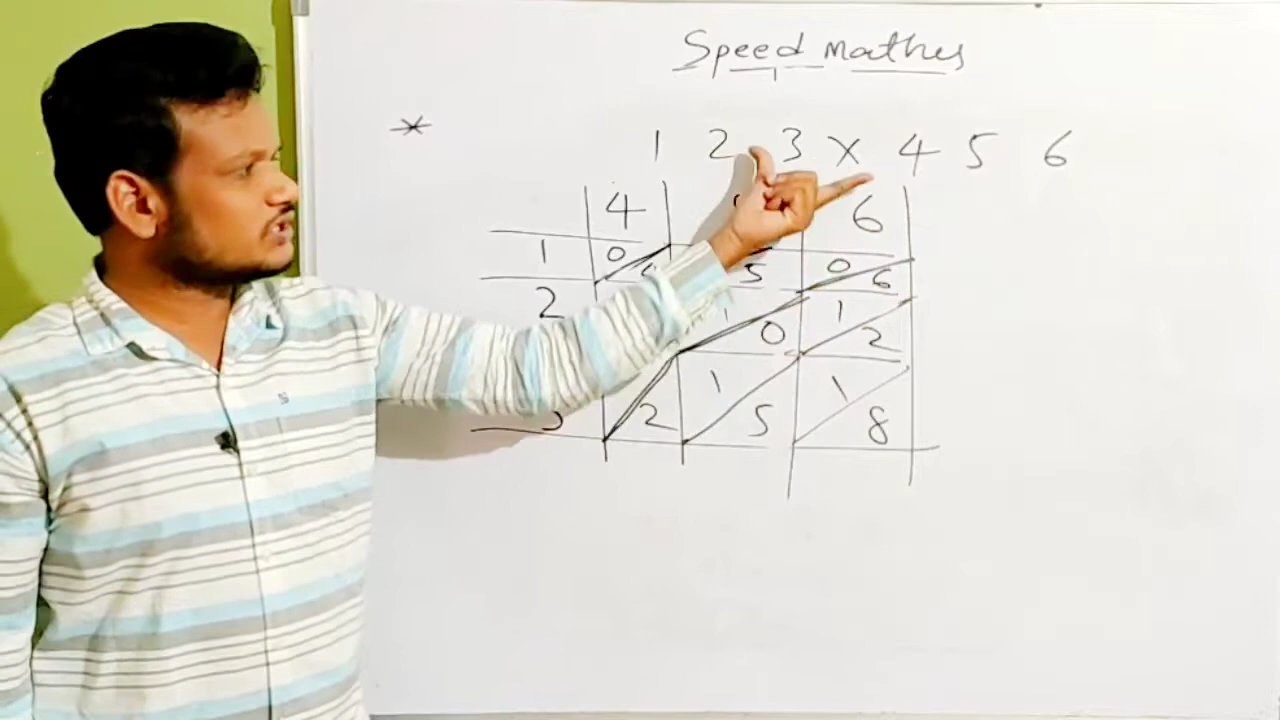 Speed mathes
* 1 2 3 x 4 5 6
4 6
1 0 5 0 6
2 1 0 1 2
2 1 5 1 8